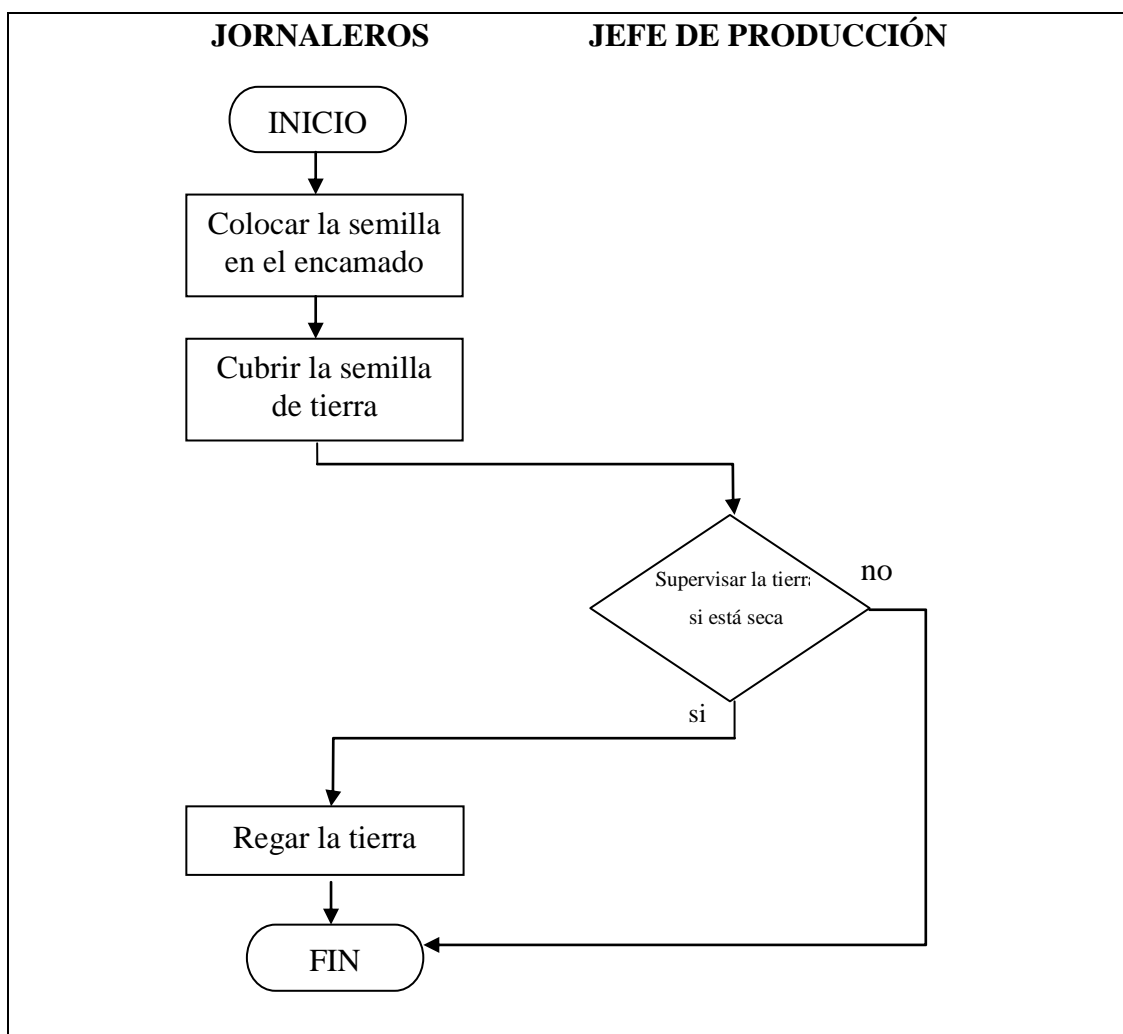 JORNALEROS JEFE DE PRODUCCIÓN
INICIO
Colocar la semilla
en el encamado
Cubrir la semilla
de tierra
Supervisar la tierra
si está seca
no
si
Regar la tierra
FIN